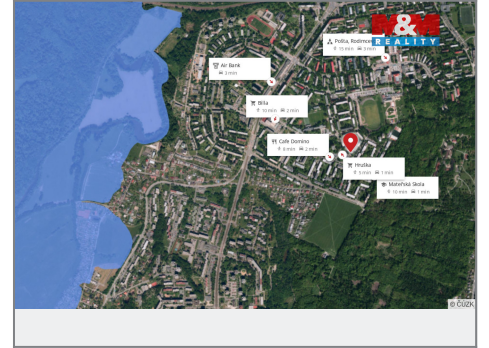 M&M
REALITY
Pošta, Rodimcev
10 min 3 min
Air Bank
3 min
Billa
10 min 2 min
Cafe Domino
8 min 2 min
Hruška
5 min 1 min
Mateřská Škola
10 min 1 min
© ČÚZK